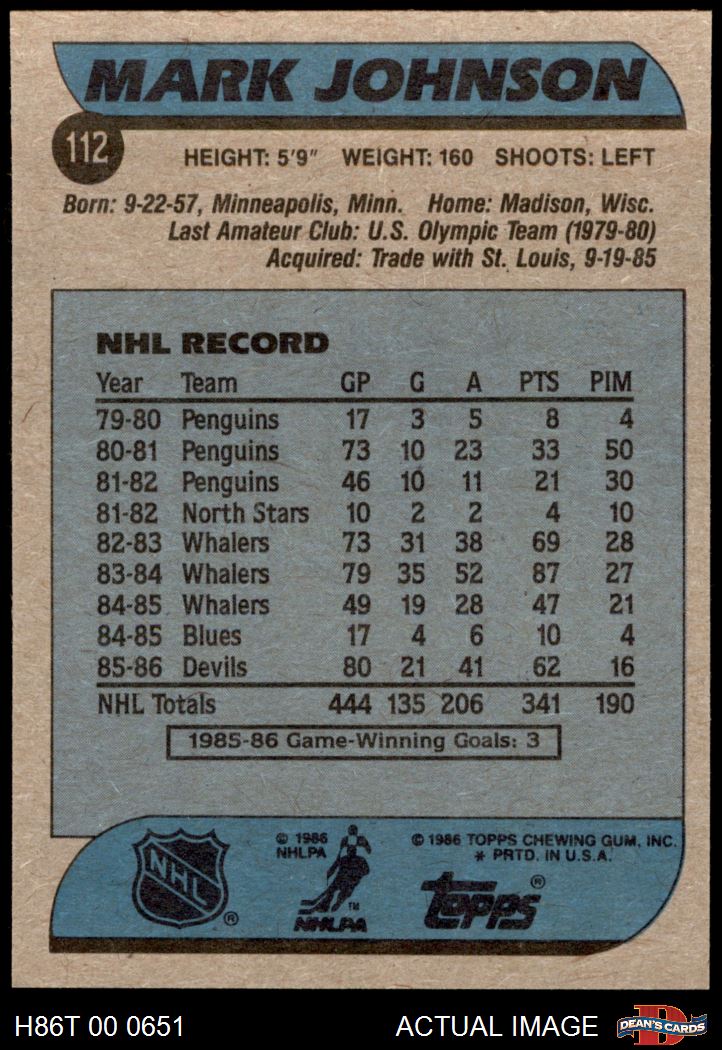 MARK JOHNSON
112
HEIGHT: 5'9" WEIGHT: 160 SHOOTS: LEFT
Born: 9-22-57, Minneapolis, Minn. Home: Madison, Wisc.
Last Amateur Club: U.S. Olympic Team (1979-80)
Acquired: Trade with St. Louis, 9-19-85
NHL RECORD
Year Team GP G A PTS PIM
79-80 Penguins 17 3 5 8 4
80-81 Penguins 73 10 23 33 50
81-82 Penguins 46 10 11 21 30
81-82 North Stars 10 2 2 4 10
82-83 Whalers 73 31 38 69 28
83-84 Whalers 79 35 52 87 27
84-85 Whalers 49 19 28 47 21
84-85 Blues 17 4 6 10 4
85-86 Devils 80 21 41 62 16
NHL Totals 444 135 206 341 190
1985-86 Game-Winning Goals: 3
NHL ®
© 1986
NHLPA
TM
NHLPA
© 1986 TOPPS CHEWING GUM, INC.
* PRTD. IN U.S.A.
topps ®
H86T 00 0651 ACTUAL IMAGE
D
DEAN'S CARDS